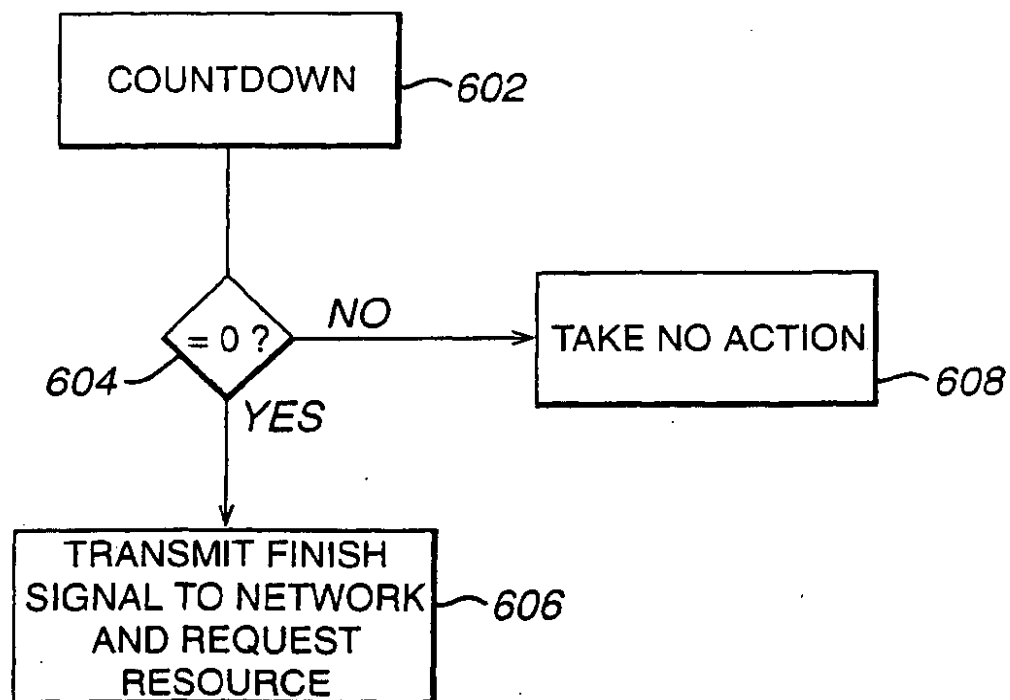 COUNTDOWN
602
= 0 ?
NO
TAKE NO ACTION
604
608
YES
TRANSMIT FINISH
SIGNAL TO NETWORK
AND REQUEST
RESOURCE
606